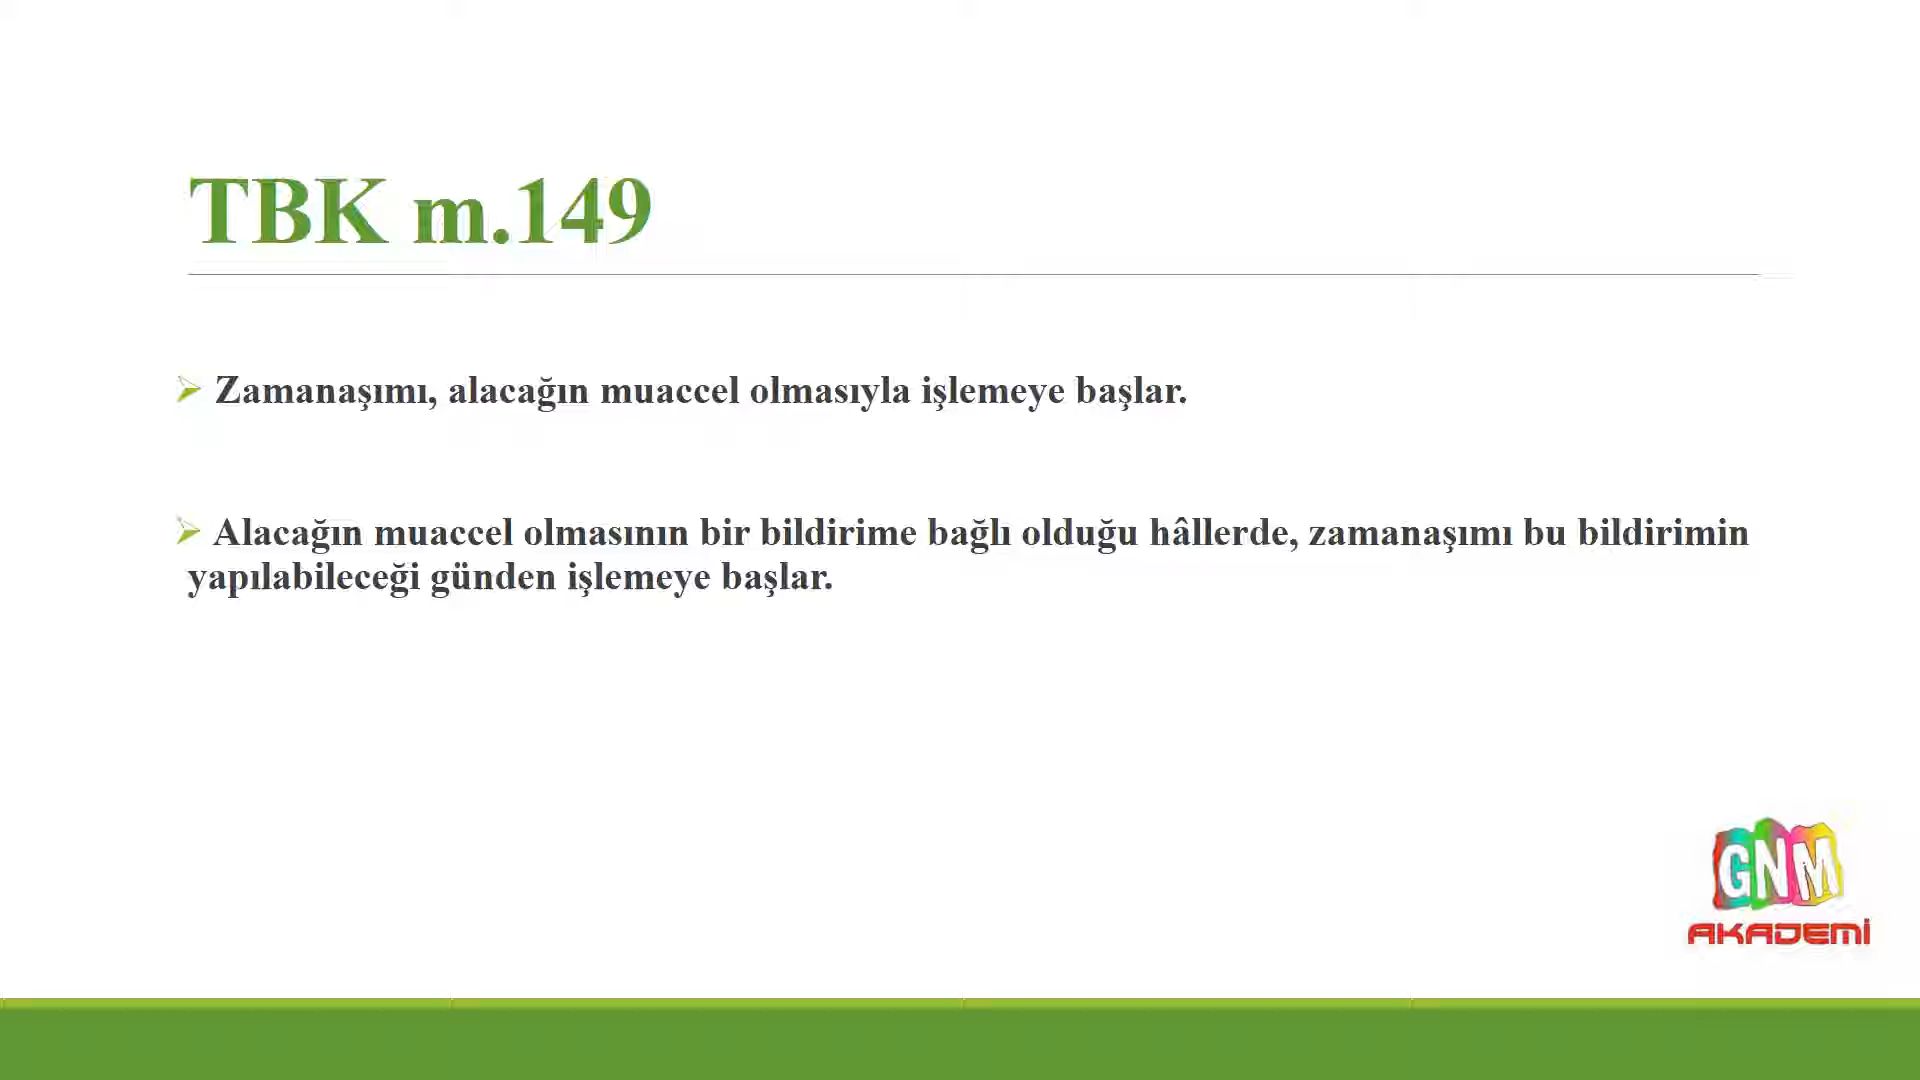 TBK m.149
Zamanaşımı, alacağın muaccel olmasıyla işlemeye başlar.
Alacağın muaccel olmasının bir bildirime bağlı olduğu hâllerde, zamanaşımı bu bildirimin
yapılabileceği günden işlemeye başlar.
GNM
AKADEMİ